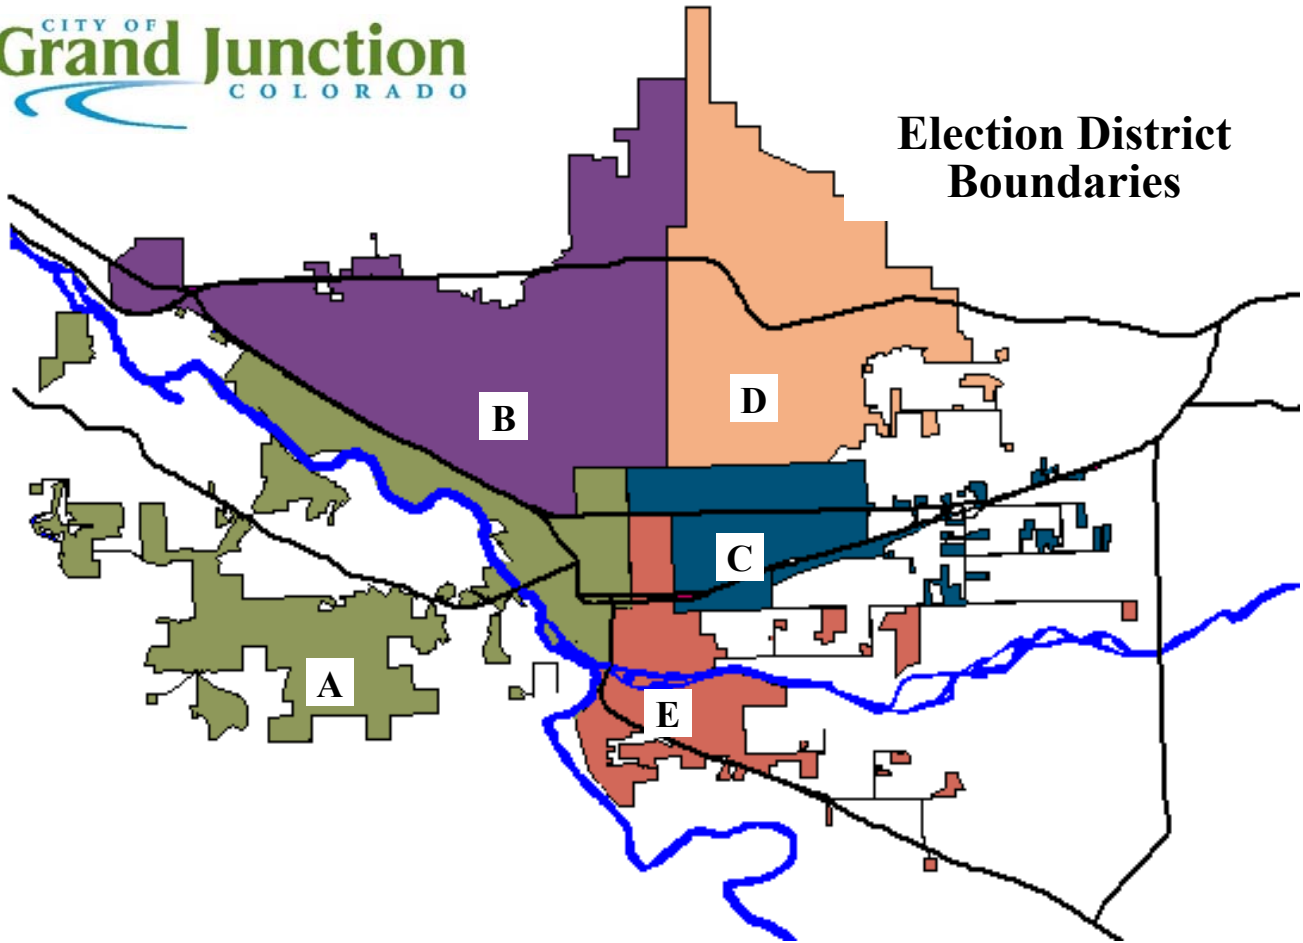 CITY OF
Grand Junction
COLORADO
Election District
Boundaries
B
D
C
A
E